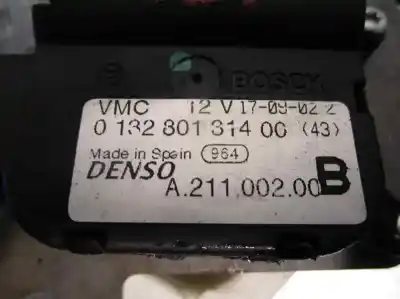 BOSCH
VMC 12 V 17-09-02 2
0 132 801 314 00 (43)
Made in Spain 964
DENSO A.211.002.00 B